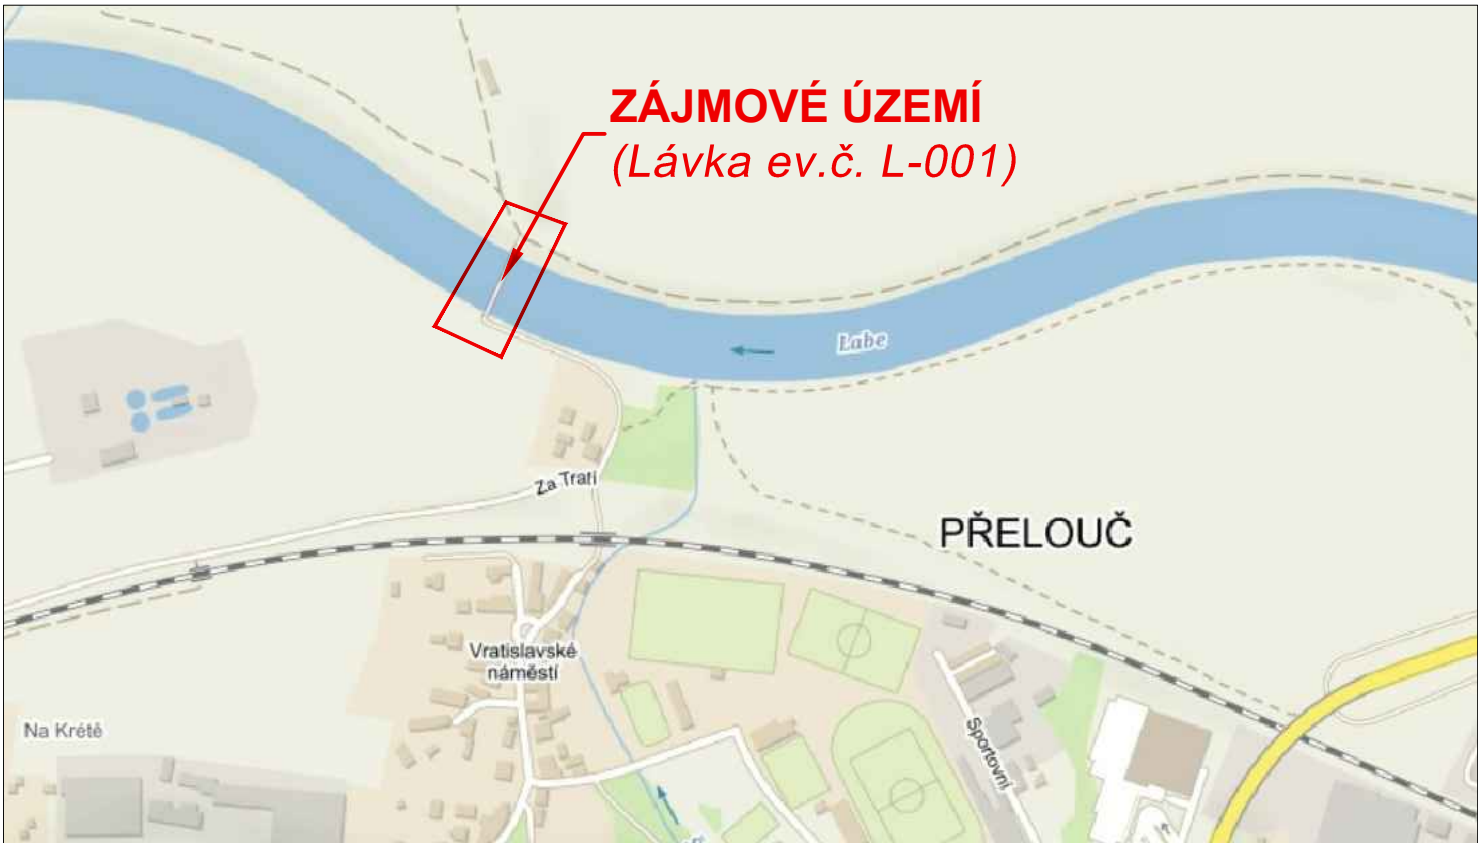 ZÁJMOVÉ ÚZEMÍ
(Lávka ev.č. L-001)
Labe
Za Tratí
PŘELOUČ
Vratislavské
náměstí
Na Krétě
Sportovní